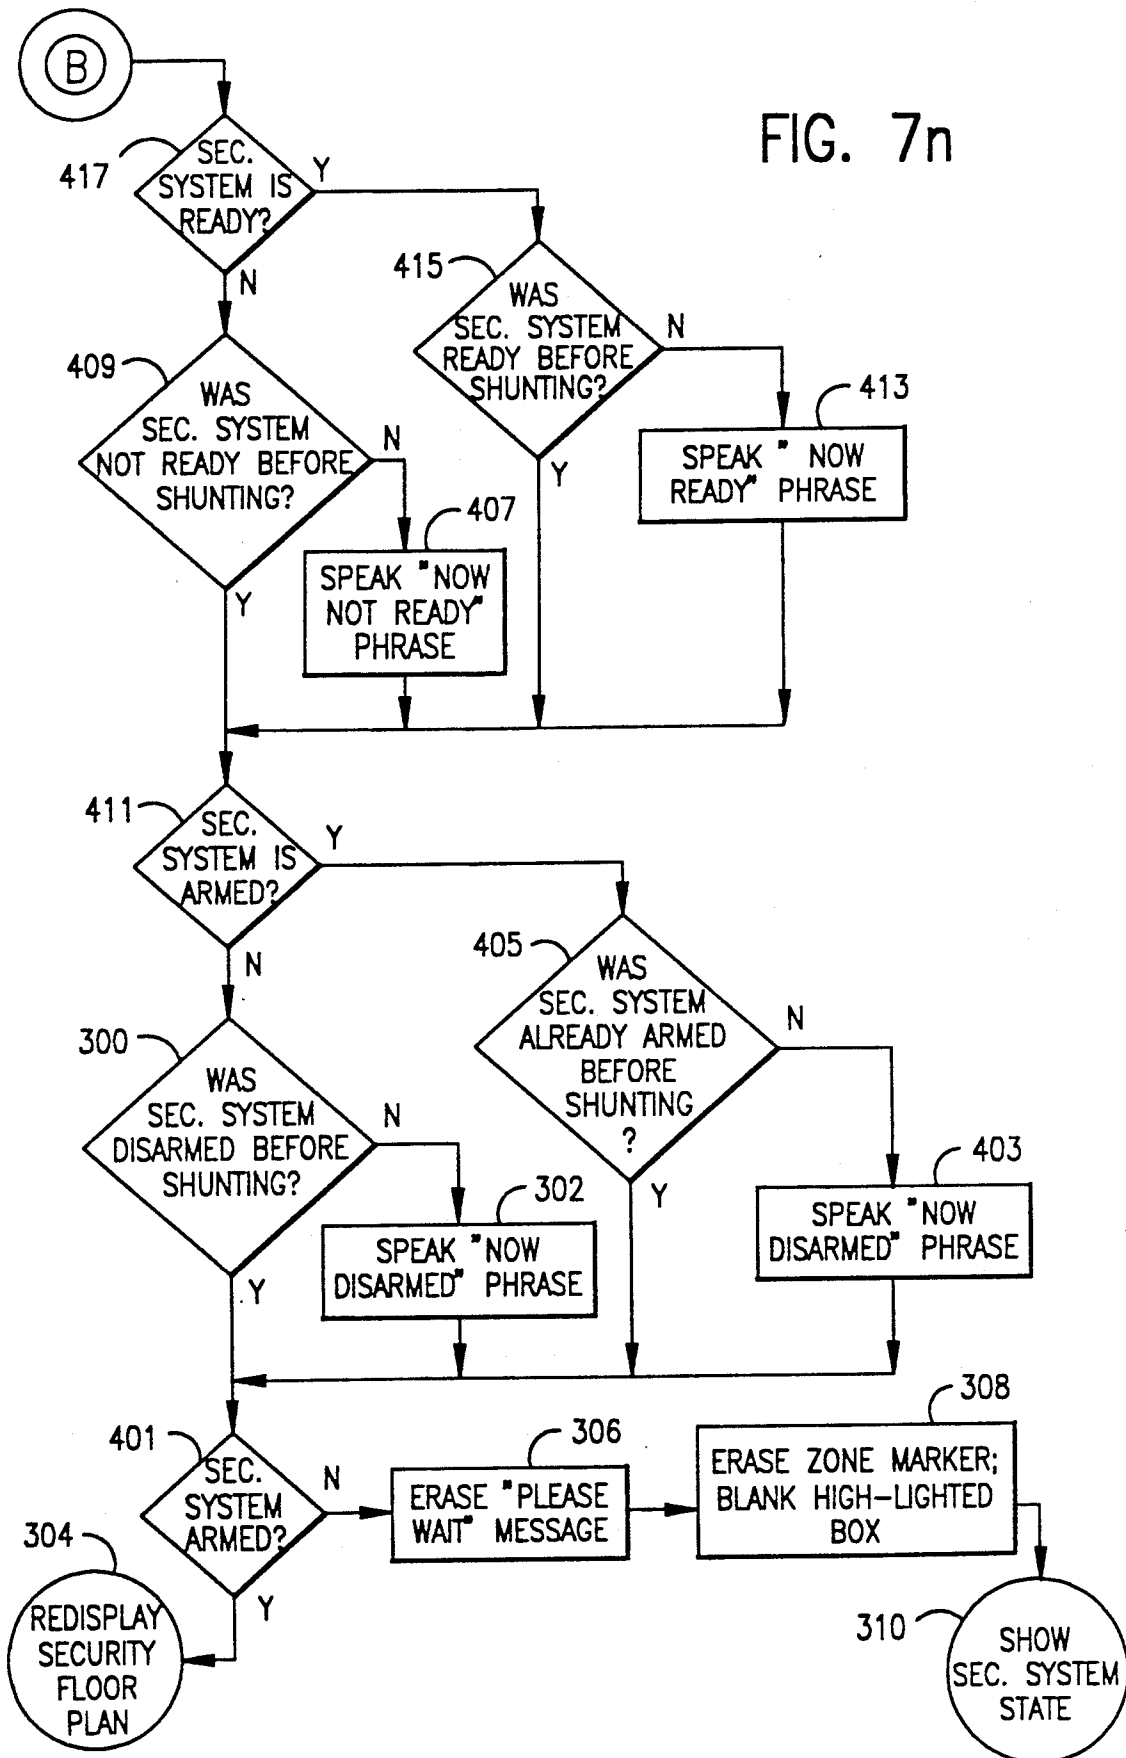 B
FIG. 7n
417
SEC.
SYSTEM IS
READY?
Y
N
415
WAS
SEC. SYSTEM
READY BEFORE
SHUNTING?
N
Y
409
WAS
SEC. SYSTEM
NOT READY BEFORE
SHUNTING?
N
Y
413
SPEAK " NOW
READY" PHRASE
407
SPEAK "NOW
NOT READY"
PHRASE
411
SEC.
SYSTEM IS
ARMED?
Y
N
405
WAS
SEC. SYSTEM
ALREADY ARMED
BEFORE
SHUNTING
?
N
Y
300
WAS
SEC. SYSTEM
DISARMED BEFORE
SHUNTING?
N
Y
302
SPEAK "NOW
DISARMED" PHRASE
403
SPEAK "NOW
DISARMED" PHRASE
401
SEC.
SYSTEM
ARMED?
N
Y
306
ERASE "PLEASE
WAIT" MESSAGE
308
ERASE ZONE MARKER;
BLANK HIGH-LIGHTED
BOX
304
REDISPLAY
SECURITY
FLOOR
PLAN
310
SHOW
SEC. SYSTEM
STATE